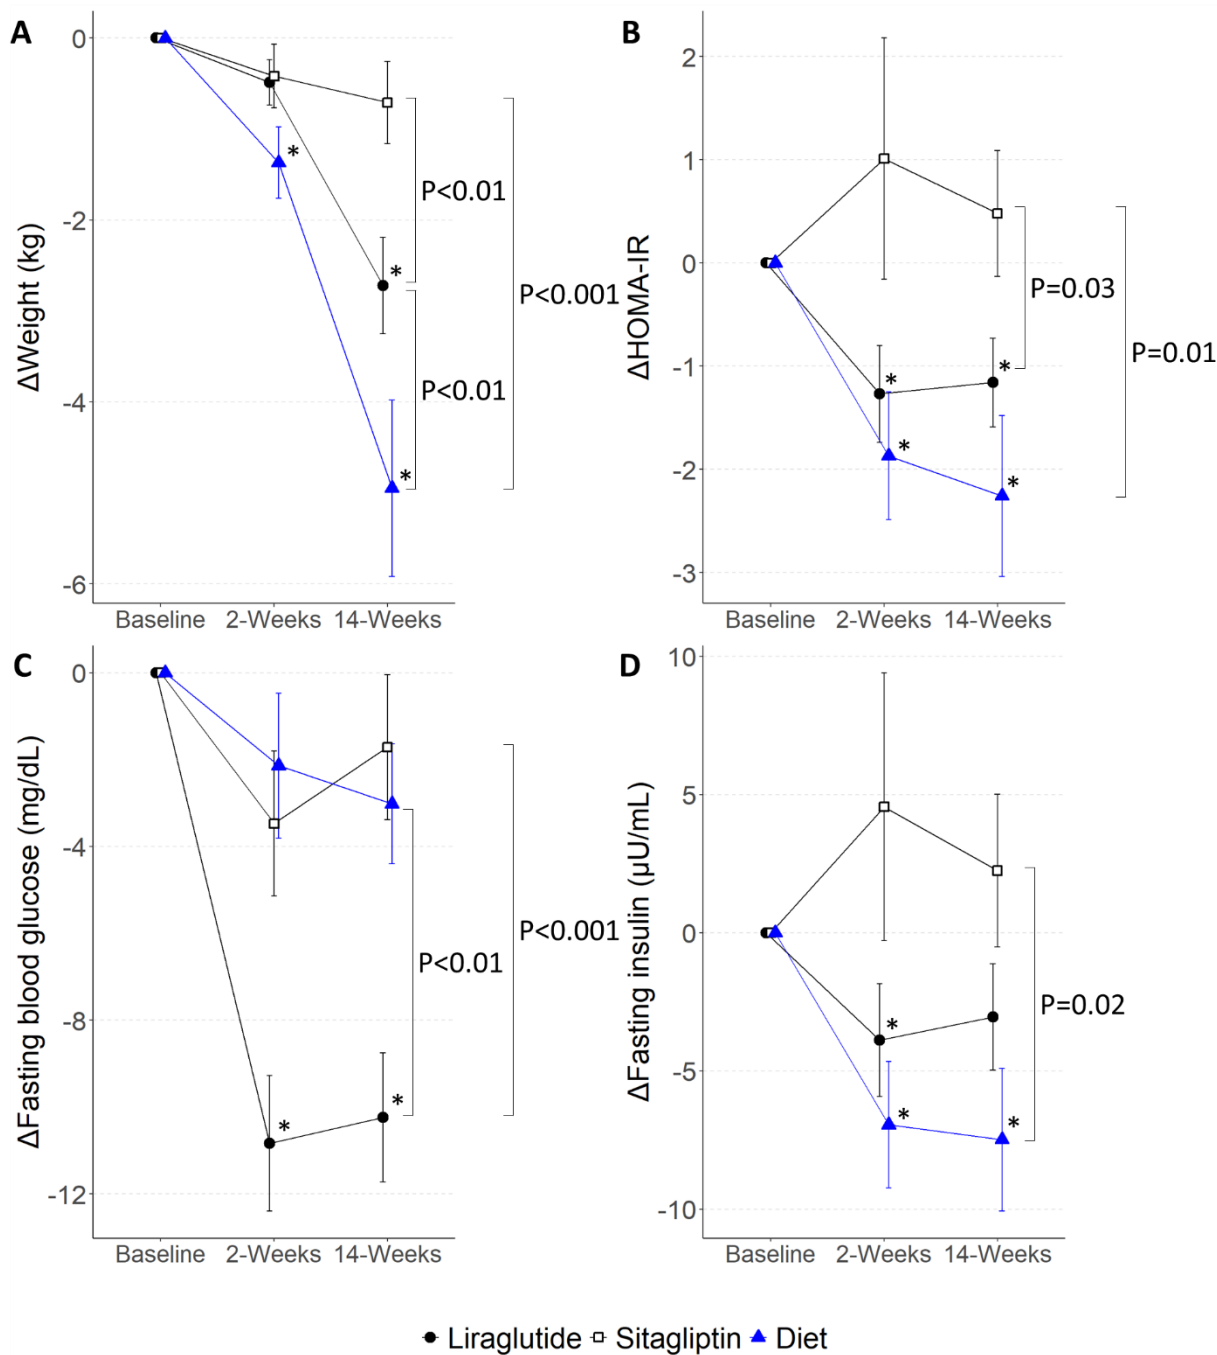 A
ΔWeight (kg)
0
-2
-4
-6
*
*
*
P<0.01
P<0.01
P<0.001
Baseline 2-Weeks 14-Weeks
B
ΔHOMA-IR
2
1
0
-1
-2
-3
*
*
*
*
P=0.03
P=0.01
Baseline 2-Weeks 14-Weeks
C
ΔFasting blood glucose (mg/dL)
0
-4
-8
-12
*
*
P<0.01
P<0.001
Baseline 2-Weeks 14-Weeks
D
ΔFasting insulin (µU/mL)
10
5
0
-5
-10
*
*
*
P=0.02
Baseline 2-Weeks 14-Weeks
Liraglutide Sitagliptin Diet